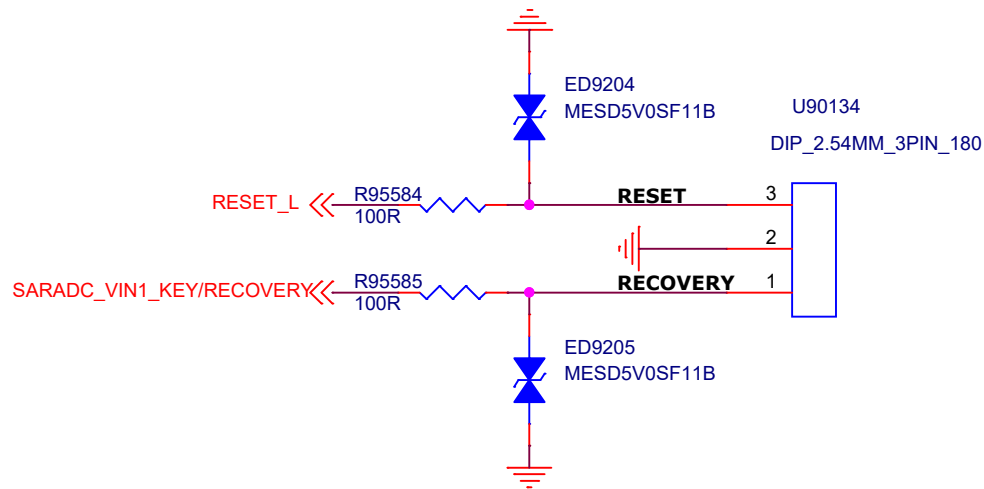 ED9204
MESD5V0SF11B
U90134
DIP_2.54MM_3PIN_180
RESET_L
R95584
100R
RESET
3
2
SARADC_VIN1_KEY/RECOVERY
R95585
100R
RECOVERY
1
ED9205
MESD5V0SF11B